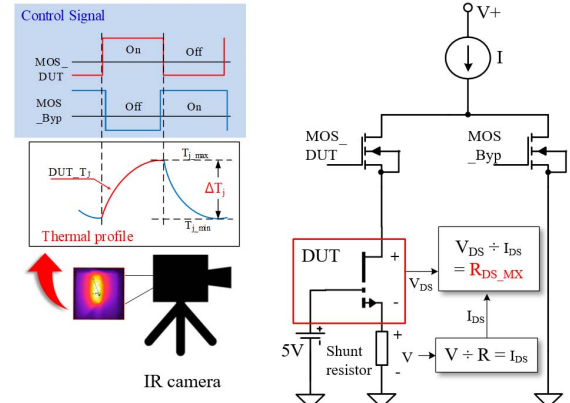 Control Signal
MOS_
DUT
On
Off
MOS
_Byp
Off
On
DUT_TJ
Tj_max
ΔTj
Tj_min
Thermal profile
IR camera
V+
I
MOS_
DUT
MOS
_Byp
DUT
+
-
VDS
VDS ÷ IDS
= RDS_MX
IDS
5V
+
Shunt
resistor
+
-
V
V ÷ R = IDS